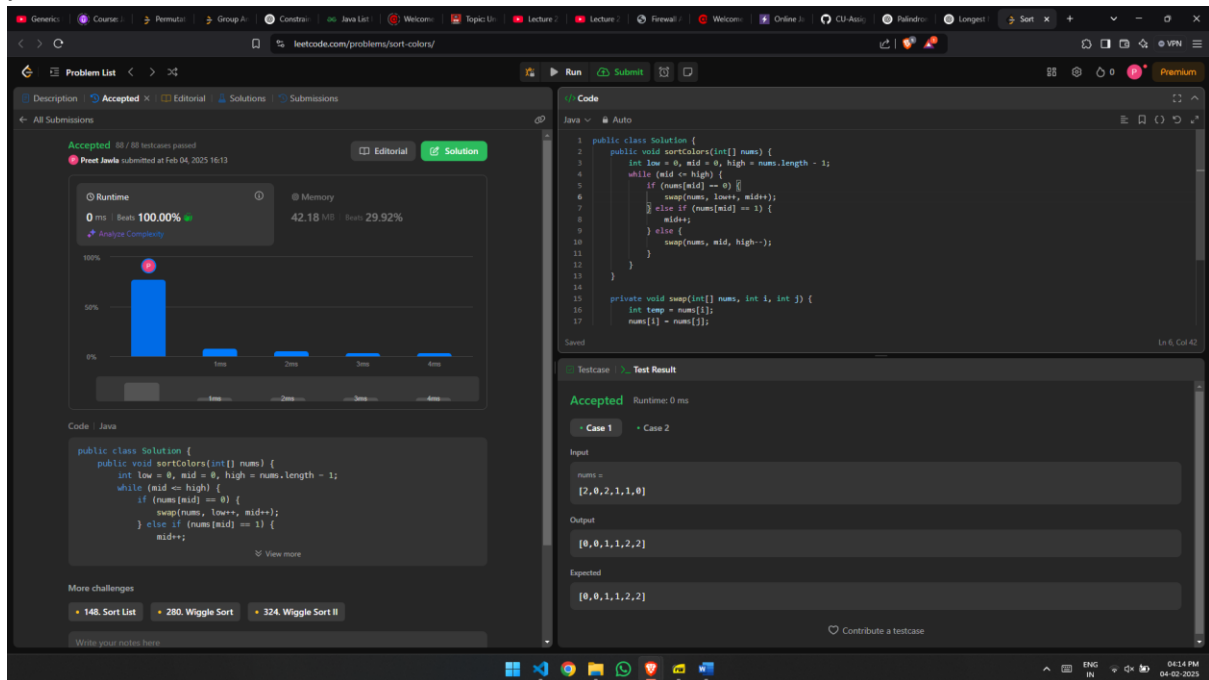 Generics
Course: J
Permutat
Group An
Constrain
Java List
Welcome
Topic: Un
Lecture 2
Lecture 2
Firewall
Welcome
Online Jo
CU-Assig
Palindror
Longest
Sort
leetcode.com/problems/sort-colors/
VPN
Problem List
Run
Submit
0
P
Premium
Description
Accepted
Editorial
Solutions
Submissions
All Submissions
Accepted 88 / 88 testcases passed
Preet Jawla submitted at Feb 04, 2025 16:13
Editorial
Solution
Runtime
0 ms Beats 100.00%
Analyze Complexity
Memory
42.18 MB Beats 29.92%
100%
50%
0%
P
1ms 2ms 3ms 4ms
1ms 2ms 3ms 4ms
Code Java
public class Solution {
public void sortColors(int[] nums) {
int low = 0, mid = 0, high = nums.length - 1;
while (mid <= high) {
if (nums[mid] == 0) {
swap(nums, low++, mid++);
} else if (nums[mid] == 1) {
mid++;
View more
More challenges
148. Sort List
280. Wiggle Sort
324. Wiggle Sort II
Write your notes here
</> Code
Java Auto
1 public class Solution {
2 public void sortColors(int[] nums) {
3 int low = 0, mid = 0, high = nums.length - 1;
4 while (mid <= high) {
5 if (nums[mid] == 0) {
6 swap(nums, low++, mid++);
7 } else if (nums[mid] == 1) {
8 mid++;
9 } else {
10 swap(nums, mid, high--);
11 }
12 }
13 }
14
15 private void swap(int[] nums, int i, int j) {
16 int temp = nums[i];
17 nums[i] = nums[j];
Saved
Ln 6, Col 42
Testcase
Test Result
Accepted Runtime: 0 ms
Case 1
Case 2
Input
nums =
[2,0,2,1,1,0]
Output
[0,0,1,1,2,2]
Expected
[0,0,1,1,2,2]
Contribute a testcase
ENG
IN
04:14 PM
04-02-2025